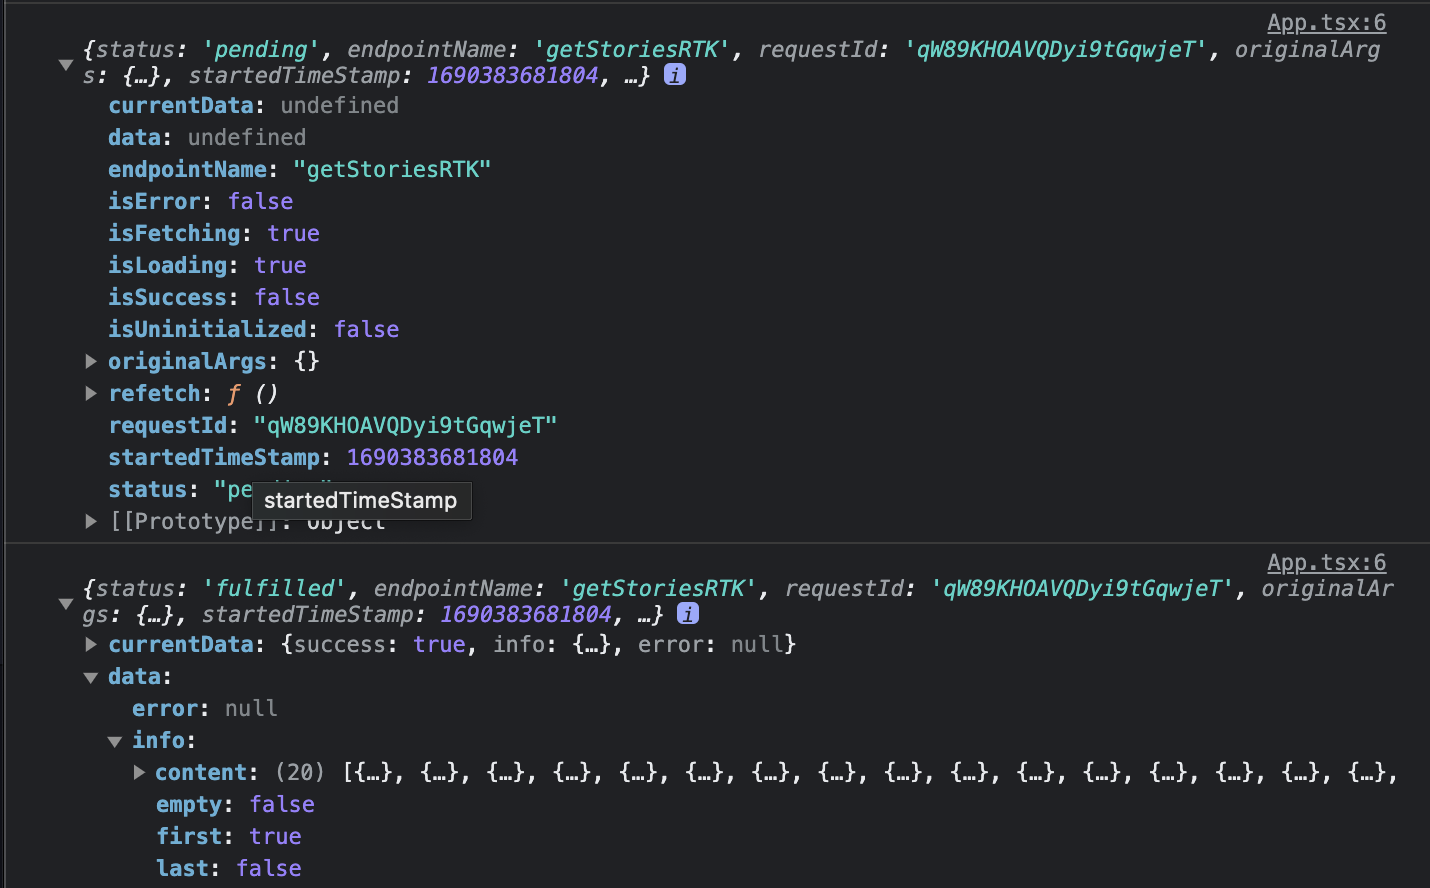 App.tsx:6
{status: 'pending', endpointName: 'getStoriesRTK', requestId: 'qW89KHOAVQDyi9tGqwjeT', originalArg
s: {…}, startedTimeStamp: 1690383681804, …} i
currentData: undefined
data: undefined
endpointName: "getStoriesRTK"
isError: false
isFetching: true
isLoading: true
isSuccess: false
isUninitialized: false
originalArgs: {}
refetch: ƒ ()
requestId: "qW89KHOAVQDyi9tGqwjeT"
startedTimeStamp: 1690383681804
status: "pe
startedTimeStamp
[[Prototype]]: Object
App.tsx:6
{status: 'fulfilled', endpointName: 'getStoriesRTK', requestId: 'qW89KHOAVQDyi9tGqwjeT', originalAr
gs: {…}, startedTimeStamp: 1690383681804, …} i
currentData: {success: true, info: {…}, error: null}
data:
error: null
info:
content: (20) [{…}, {…}, {…}, {…}, {…}, {…}, {…}, {…}, {…}, {…}, {…}, {…}, {…}, {…}, {…}, {…},
empty: false
first: true
last: false